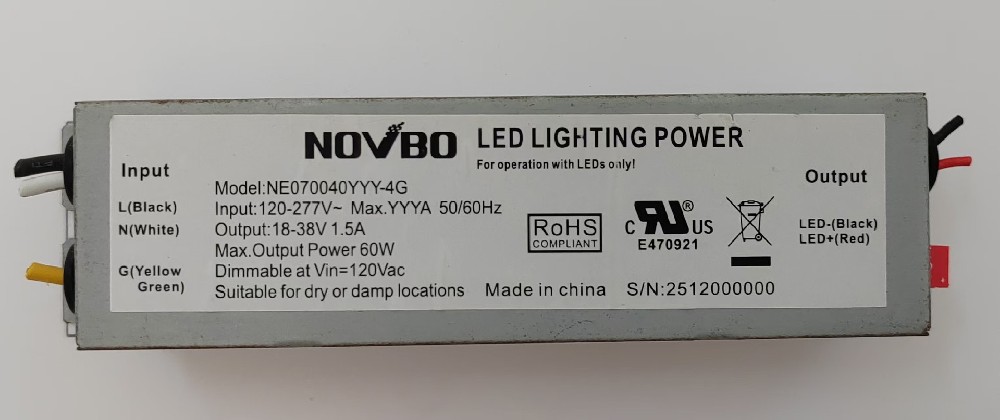 NOVBO LED LIGHTING POWER
For operation with LEDs only!
Input
L(Black)
N(White)
G(Yellow
Green)
Model:NE070040YYY-4G
Input:120-277V~ Max.YYYA 50/60Hz
Output:18-38V 1.5A
Max.Output Power 60W
Dimmable at Vin=120Vac
Suitable for dry or damp locations
Made in china S/N:2512000000
RoHS
COMPLIANT
C RU® US
E470921
Output
LED-(Black)
LED+(Red)